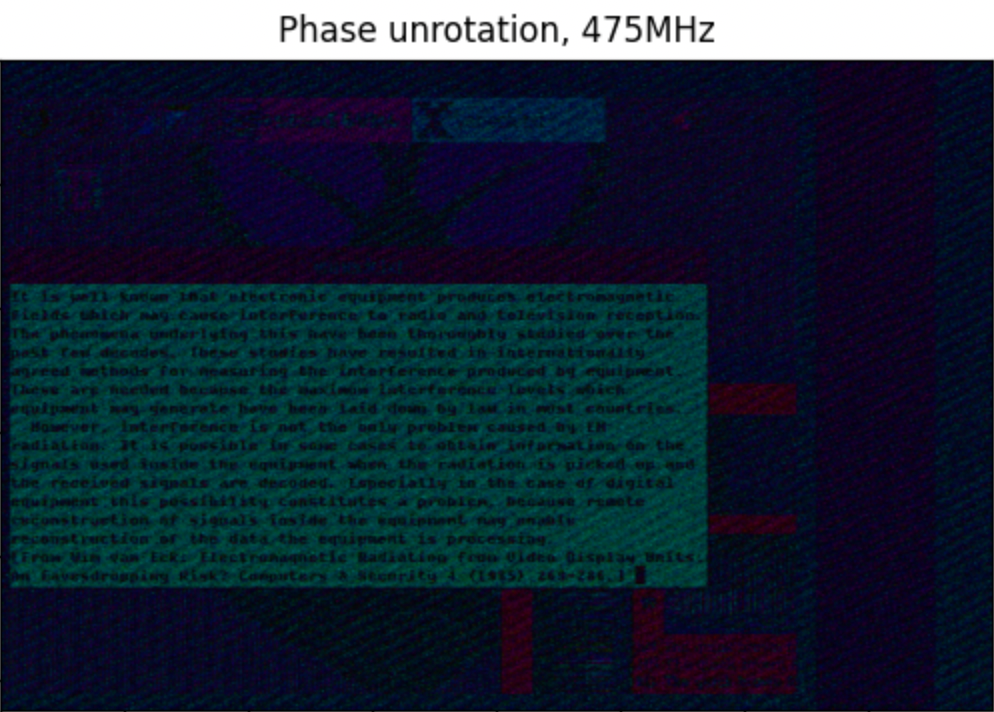 Phase unrotation, 475MHz
It is well known that electronic equipment produces electromagnetic
fields which may cause interference to radio and television reception.
The phenomena underlying this have been thoroughly studied over the
past few decades. These studies have resulted in internationally
agreed methods for measuring the interference produced by equipment.
These are needed because the maximum interference levels which
equipment may generate have been laid down by law in most countries.
However, interference is not the only problem caused by EM
radiation. It is possible in some cases to obtain information on the
signals used inside the equipment when the radiation is picked up and
the received signals are decoded. Especially in the case of digital
equipment this possibility constitutes a problem, because remote
reconstruction of signals inside the equipment may enable
reconstruction of the data the equipment is processing.
[From Wim van Eck: Electromagnetic Radiation from Video Display Units.
An Eavesdropping Risk? Computers & Security 4 (1985) 269-286.]